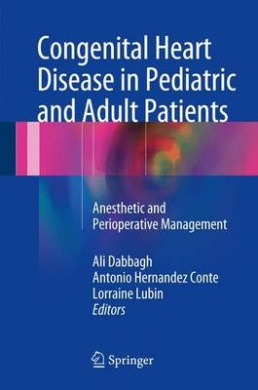 Congenital Heart
Disease in Pediatric
and Adult Patients
Anesthetic and
Perioperative Management
Ali Dabbagh
Antonio Hernandez Conte
Lorraine Lubin
Editors
Springer